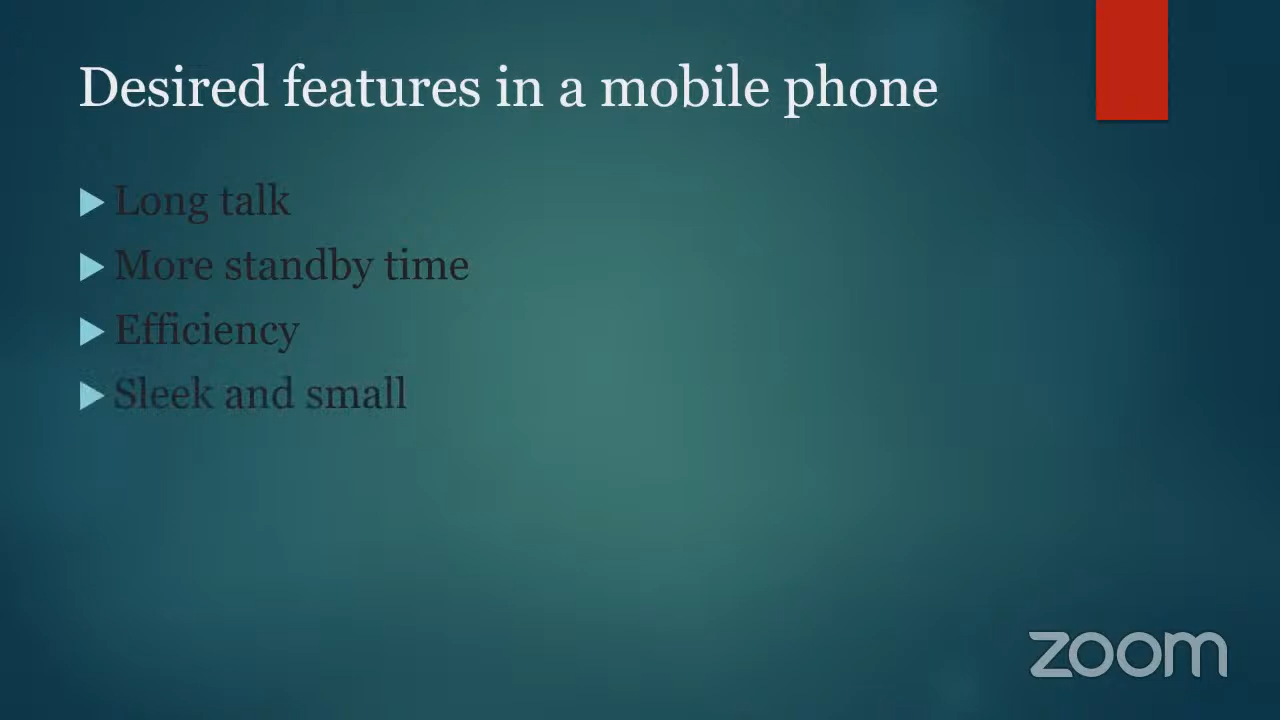 Desired features in a mobile phone
Long talk
More standby time
Efficiency
Sleek and small
zoom